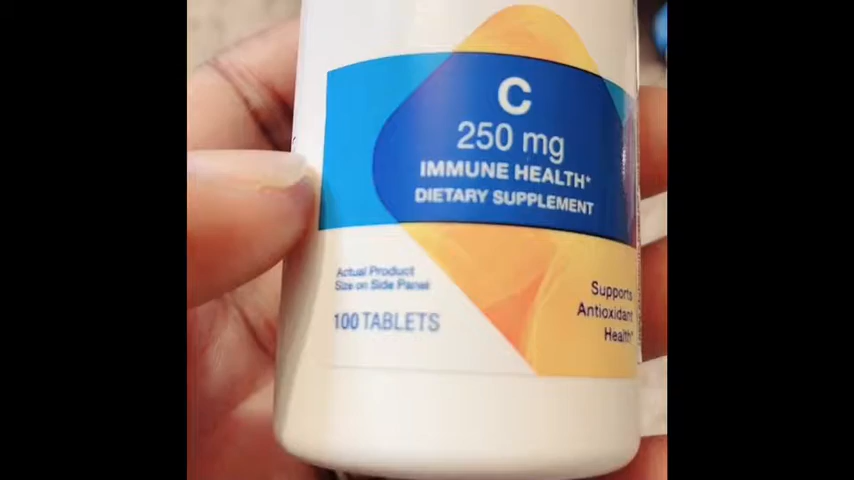 C
250 mg
IMMUNE HEALTH*
DIETARY SUPPLEMENT
Actual Product
Size on Side Panel
100 TABLETS
Supports
Antioxidant
Health*